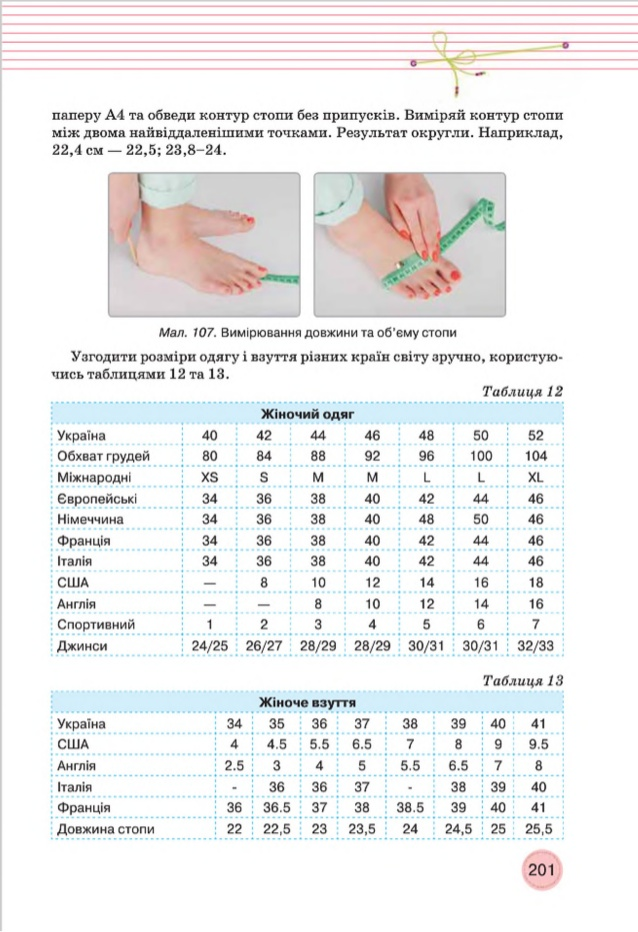 паперу А4 та обведи контур стопи без припусків. Виміряй контур стопи
між двома найвіддаленішими точками. Результат округли. Наприклад,
22,4 см — 22,5; 23,8–24.
Мал. 107. Вимірювання довжини та об'єму стопи
Узгодити розміри одягу і взуття різних країн світу зручно, користую-
чись таблицями 12 та 13.
Таблиця 12
Жіночий одяг
Україна 40 42 44 46 48 50 52
Обхват грудей 80 84 88 92 96 100 104
Міжнародні XS S M M L L XL
Європейські 34 36 38 40 42 44 46
Німеччина 34 36 38 40 48 50 46
Франція 34 36 38 40 42 44 46
Італія 34 36 38 40 42 44 46
США — 8 10 12 14 16 18
Англія — — 8 10 12 14 16
Спортивний 1 2 3 4 5 6 7
Джинси 24/25 26/27 28/29 28/29 30/31 30/31 32/33
Таблиця 13
Жіноче взуття
Україна 34 35 36 37 38 39 40 41
США 4 4.5 5.5 6.5 7 8 9 9.5
Англія 2.5 3 4 5 5.5 6.5 7 8
Італія - 36 36 37 - 38 39 40
Франція 36 36.5 37 38 38.5 39 40 41
Довжина стопи 22 22,5 23 23,5 24 24,5 25 25,5
201